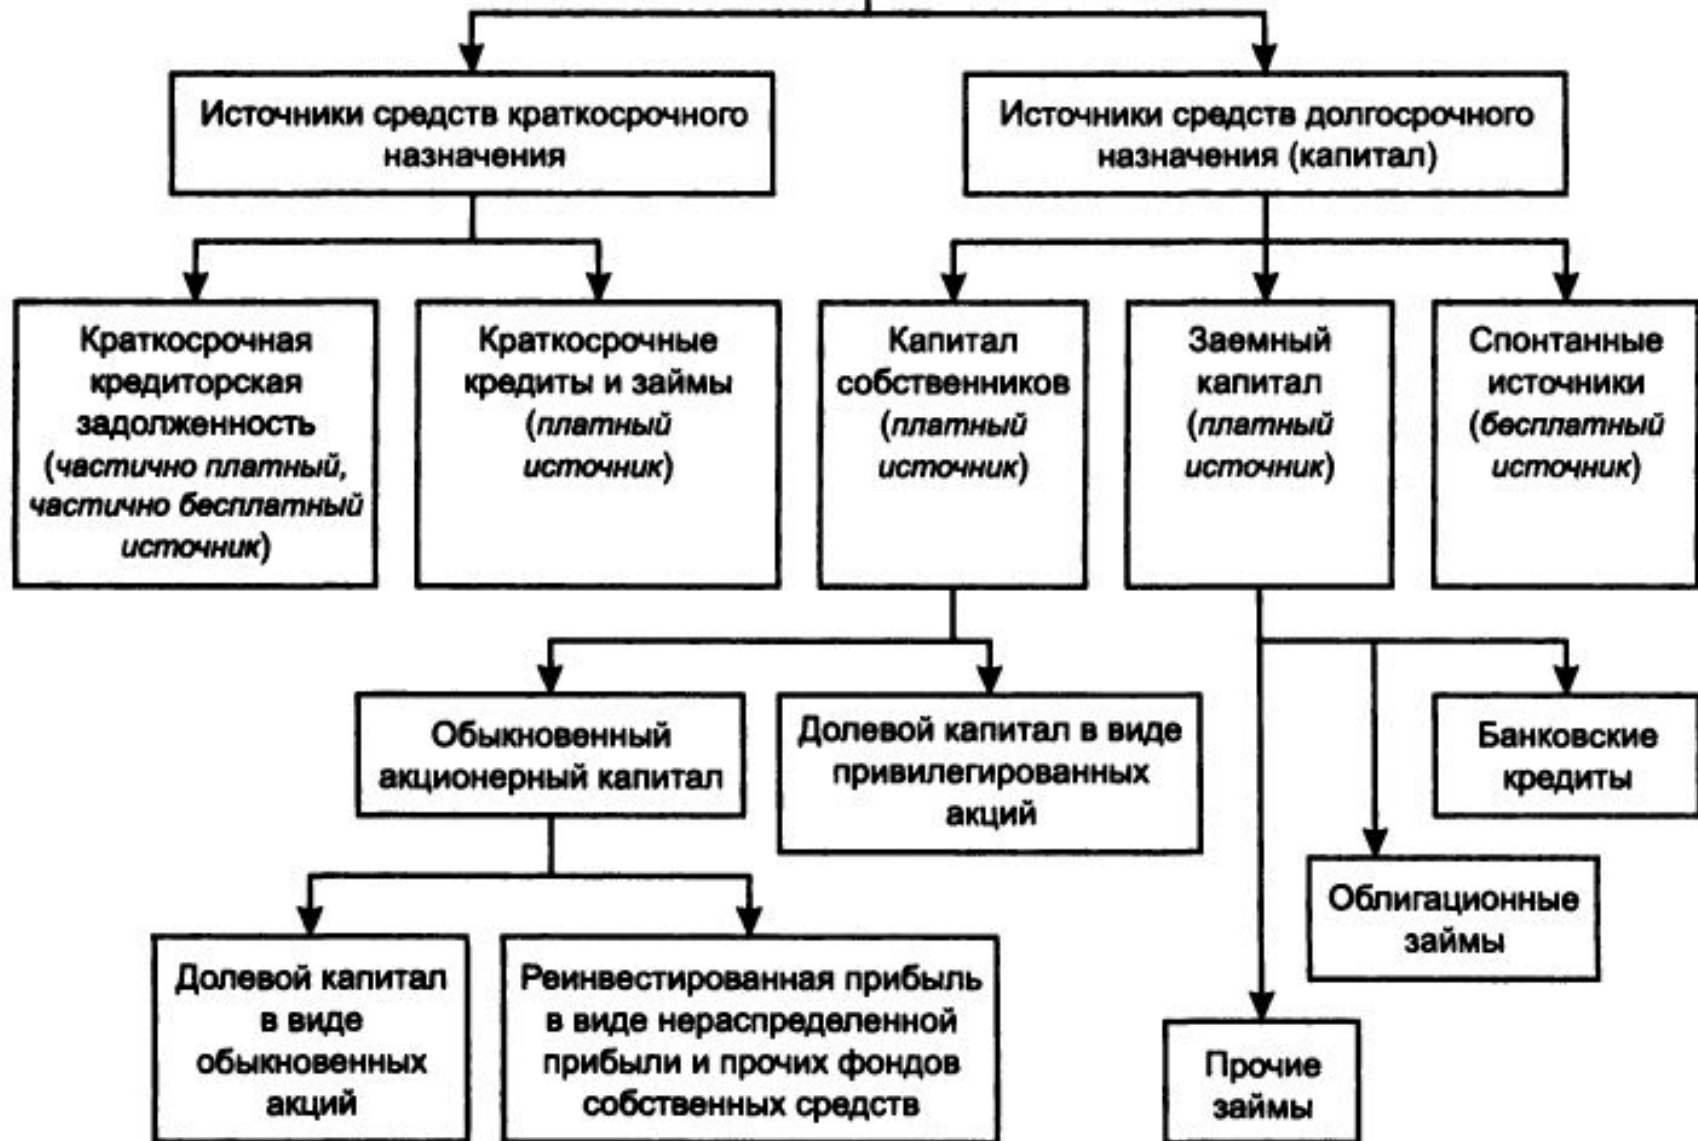 Источники средств краткосрочного
назначения
Источники средств долгосрочного
назначения (капитал)
Краткосрочная
кредиторская
задолженность
(частично платный,
частично бесплатный
источник)
Краткосрочные
кредиты и займы
(платный
источник)
Капитал
собственников
(платный
источник)
Заемный
капитал
(платный
источник)
Спонтанные
источники
(бесплатный
источник)
Обыкновенный
акционерный капитал
Долевой капитал в виде
привилегированных
акций
Банковские
кредиты
Облигационные
займы
Долевой капитал
в виде
обыкновенных
акций
Реинвестированная прибыль
в виде нераспределенной
прибыли и прочих фондов
собственных средств
Прочие
займы